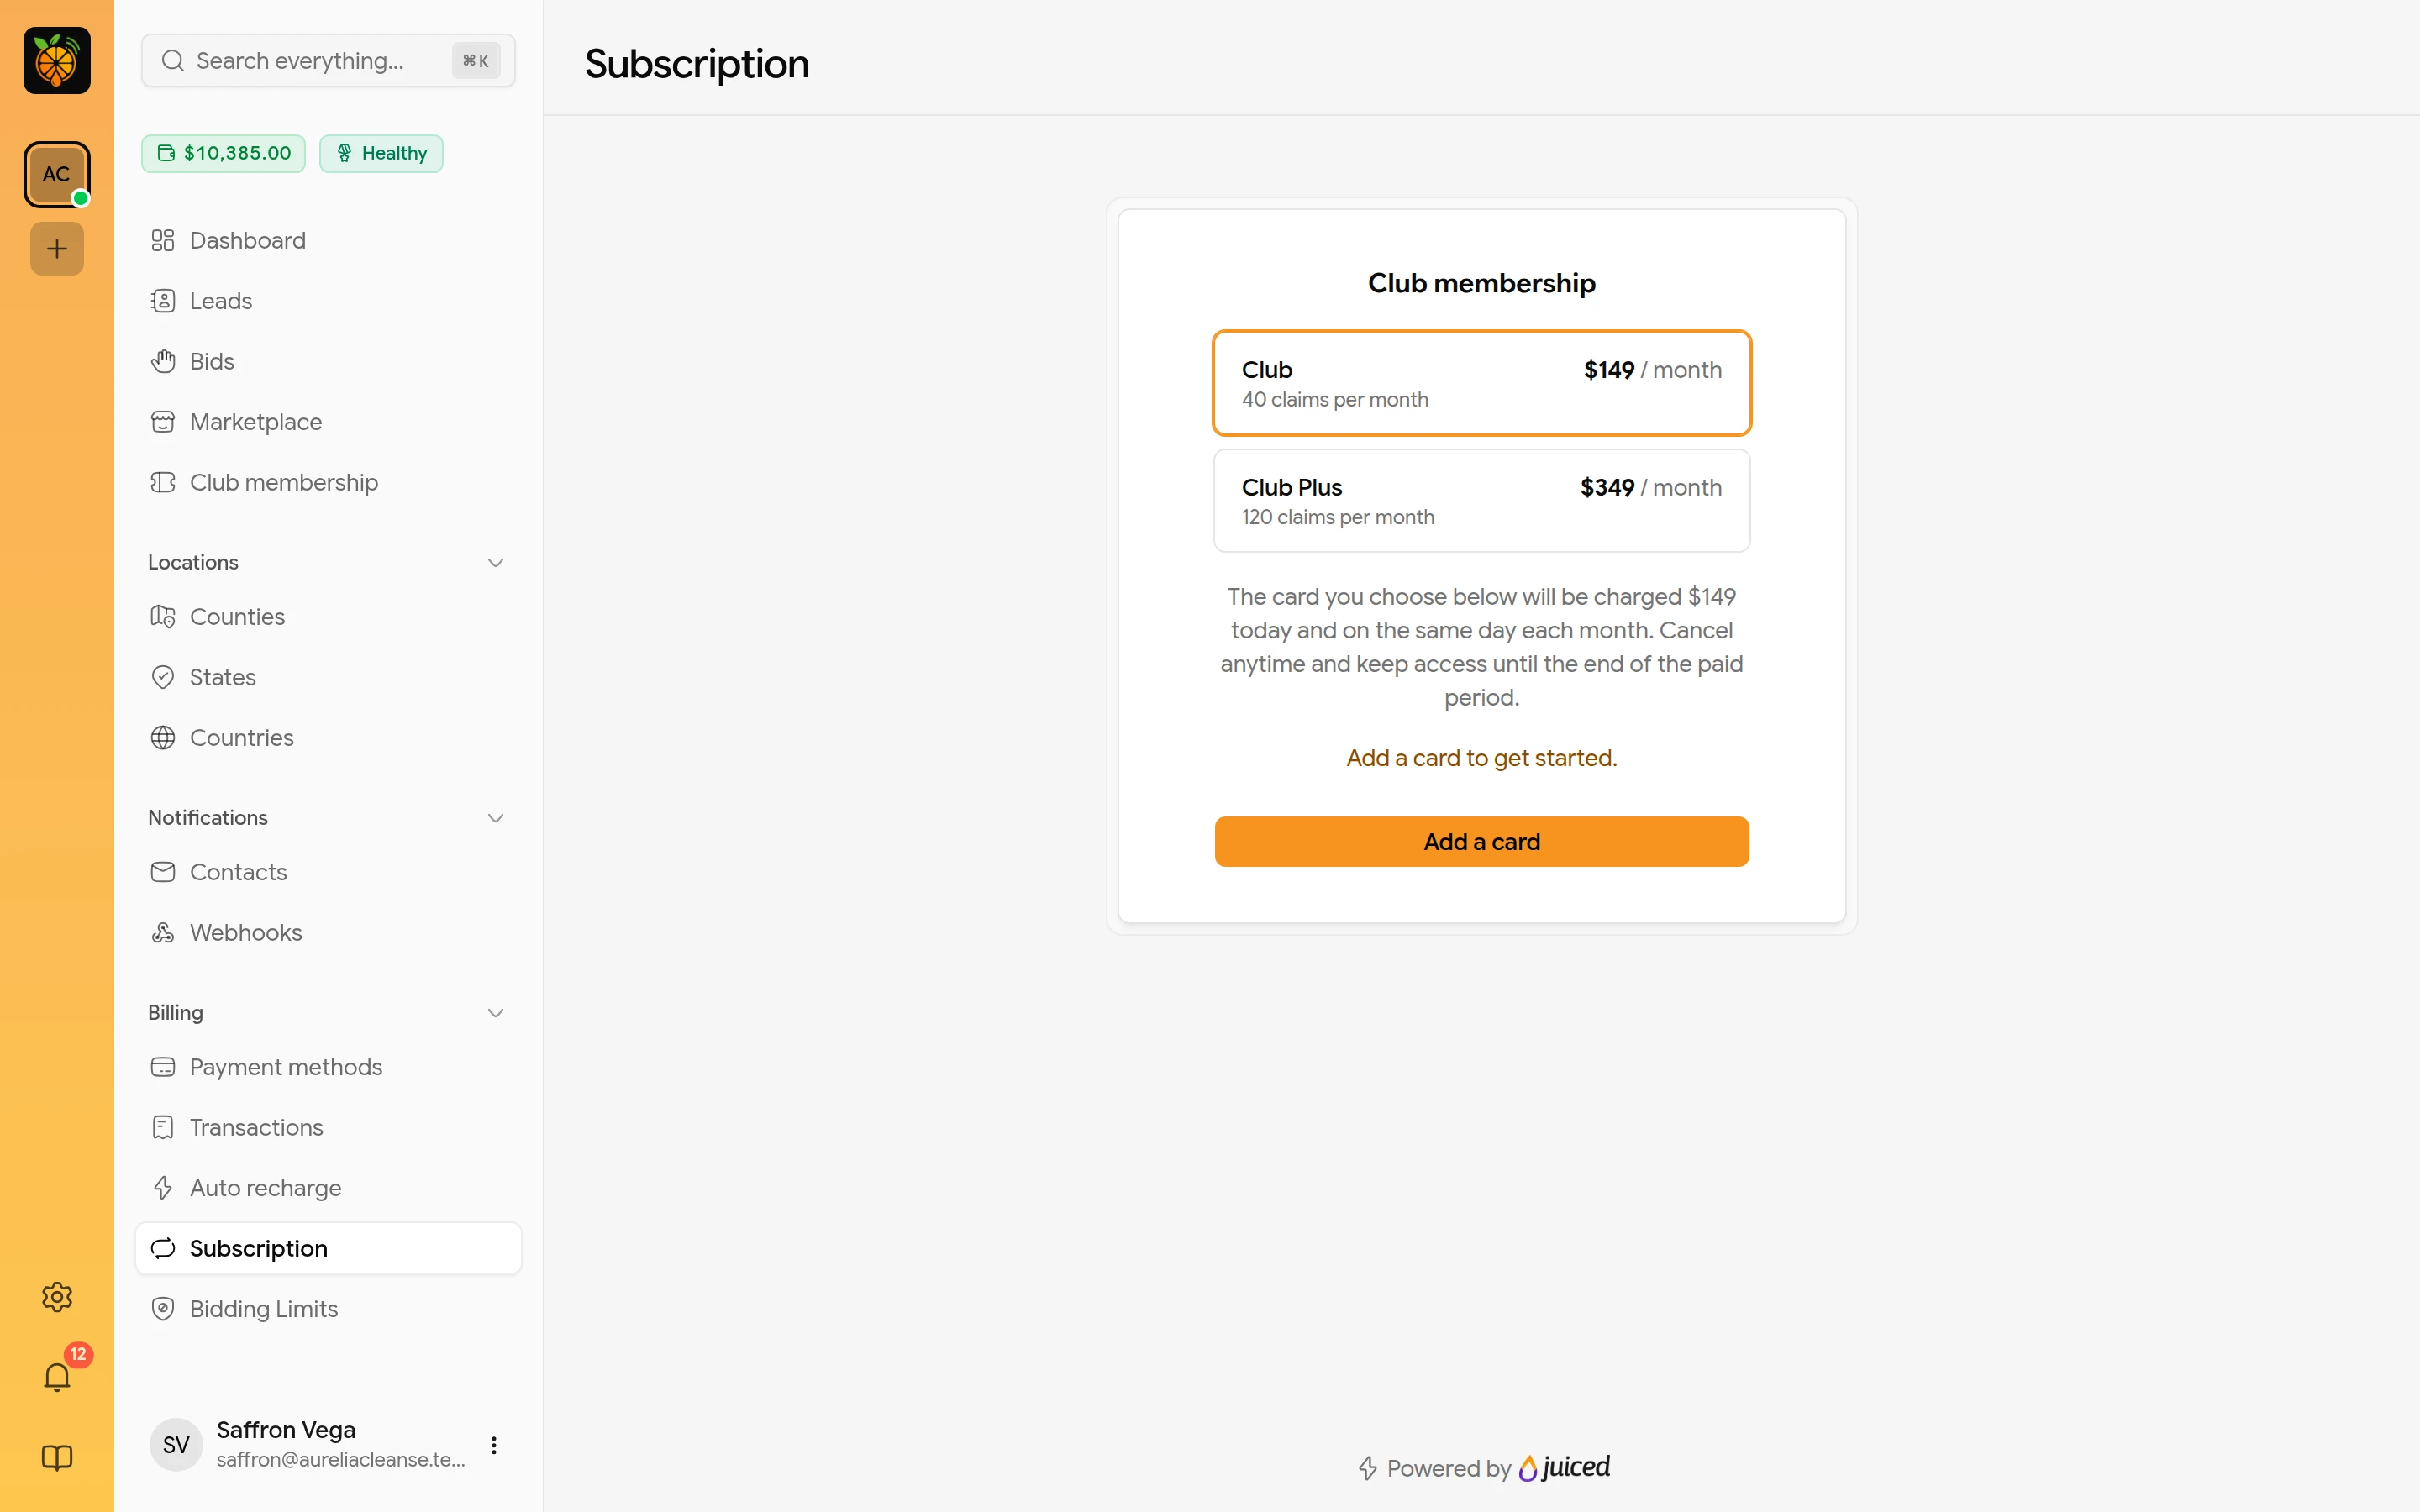 Search everything...
⌘K
Subscription
$10,385.00
Healthy
AC
Dashboard
Leads
Bids
Marketplace
Club membership
Locations
Counties
States
Countries
Notifications
Contacts
Webhooks
Billing
Payment methods
Transactions
Auto recharge
Subscription
Bidding Limits
12
SV
Saffron Vega
saffron@aureliacleanse.te...
Club membership
Club
$149 / month
40 claims per month
Club Plus
$349 / month
120 claims per month
The card you choose below will be charged $149
today and on the same day each month. Cancel
anytime and keep access until the end of the paid
period.
Add a card to get started.
Add a card
Powered by juiced